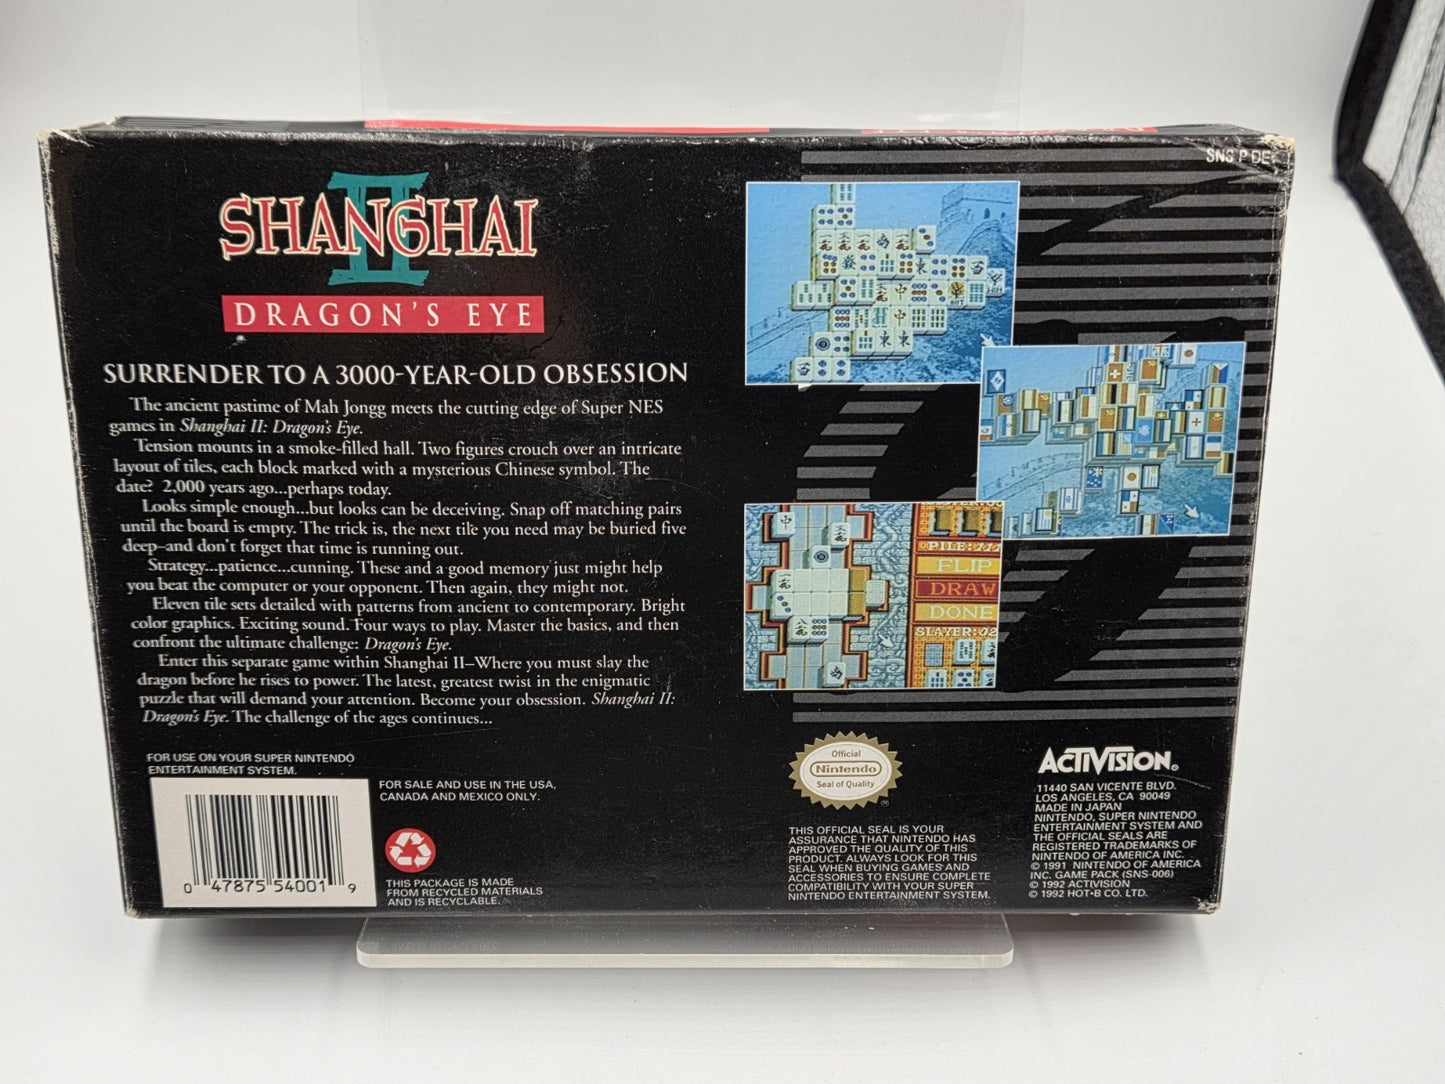 SNS P DE
II
SHANGHAI
DRAGON'S EYE
SURRENDER TO A 3000-YEAR-OLD OBSESSION
The ancient pastime of Mah Jongg meets the cutting edge of Super NES
games in Shanghai II: Dragon's Eye.
Tension mounts in a smoke-filled hall. Two figures crouch over an intricate
layout of tiles, each block marked with a mysterious Chinese symbol. The
date? 2,000 years ago...perhaps today.
Looks simple enough...but looks can be deceiving. Snap off matching pairs
until the board is empty. The trick is, the next tile you need may be buried five
deep–and don't forget that time is running out.
Strategy...patience...cunning. These and a good memory just might help
you beat the computer or your opponent. Then again, they might not.
Eleven tile sets detailed with patterns from ancient to contemporary. Bright
color graphics. Exciting sound. Four ways to play. Master the basics, and then
confront the ultimate challenge: Dragon's Eye.
Enter this separate game within Shanghai II–Where you must slay the
dragon before he rises to power. The latest, greatest twist in the enigmatic
puzzle that will demand your attention. Become your obsession. Shanghai II:
Dragon's Eye. The challenge of the ages continues...
FLIP
DRAW
DONE
SLAYER:02
FOR USE ON YOUR SUPER NINTENDO
ENTERTAINMENT SYSTEM.
0 47875 54001 9
FOR SALE AND USE IN THE USA,
CANADA AND MEXICO ONLY.
THIS PACKAGE IS MADE
FROM RECYCLED MATERIALS
AND IS RECYCLABLE.
Official
Nintendo
Seal of Quality
®
THIS OFFICIAL SEAL IS YOUR
ASSURANCE THAT NINTENDO HAS
APPROVED THE QUALITY OF THIS
PRODUCT. ALWAYS LOOK FOR THIS
SEAL WHEN BUYING GAMES AND
ACCESSORIES TO ENSURE COMPLETE
COMPATIBILITY WITH YOUR SUPER
NINTENDO ENTERTAINMENT SYSTEM.
ACTIVISION®
11440 SAN VICENTE BLVD.
LOS ANGELES, CA 90049
MADE IN JAPAN
NINTENDO, SUPER NINTENDO
ENTERTAINMENT SYSTEM AND
THE OFFICIAL SEALS ARE
REGISTERED TRADEMARKS OF
NINTENDO OF AMERICA INC.
© 1991 NINTENDO OF AMERICA
INC. GAME PACK (SNS-006)
© 1992 ACTIVISION
© 1992 HOT•B CO. LTD.